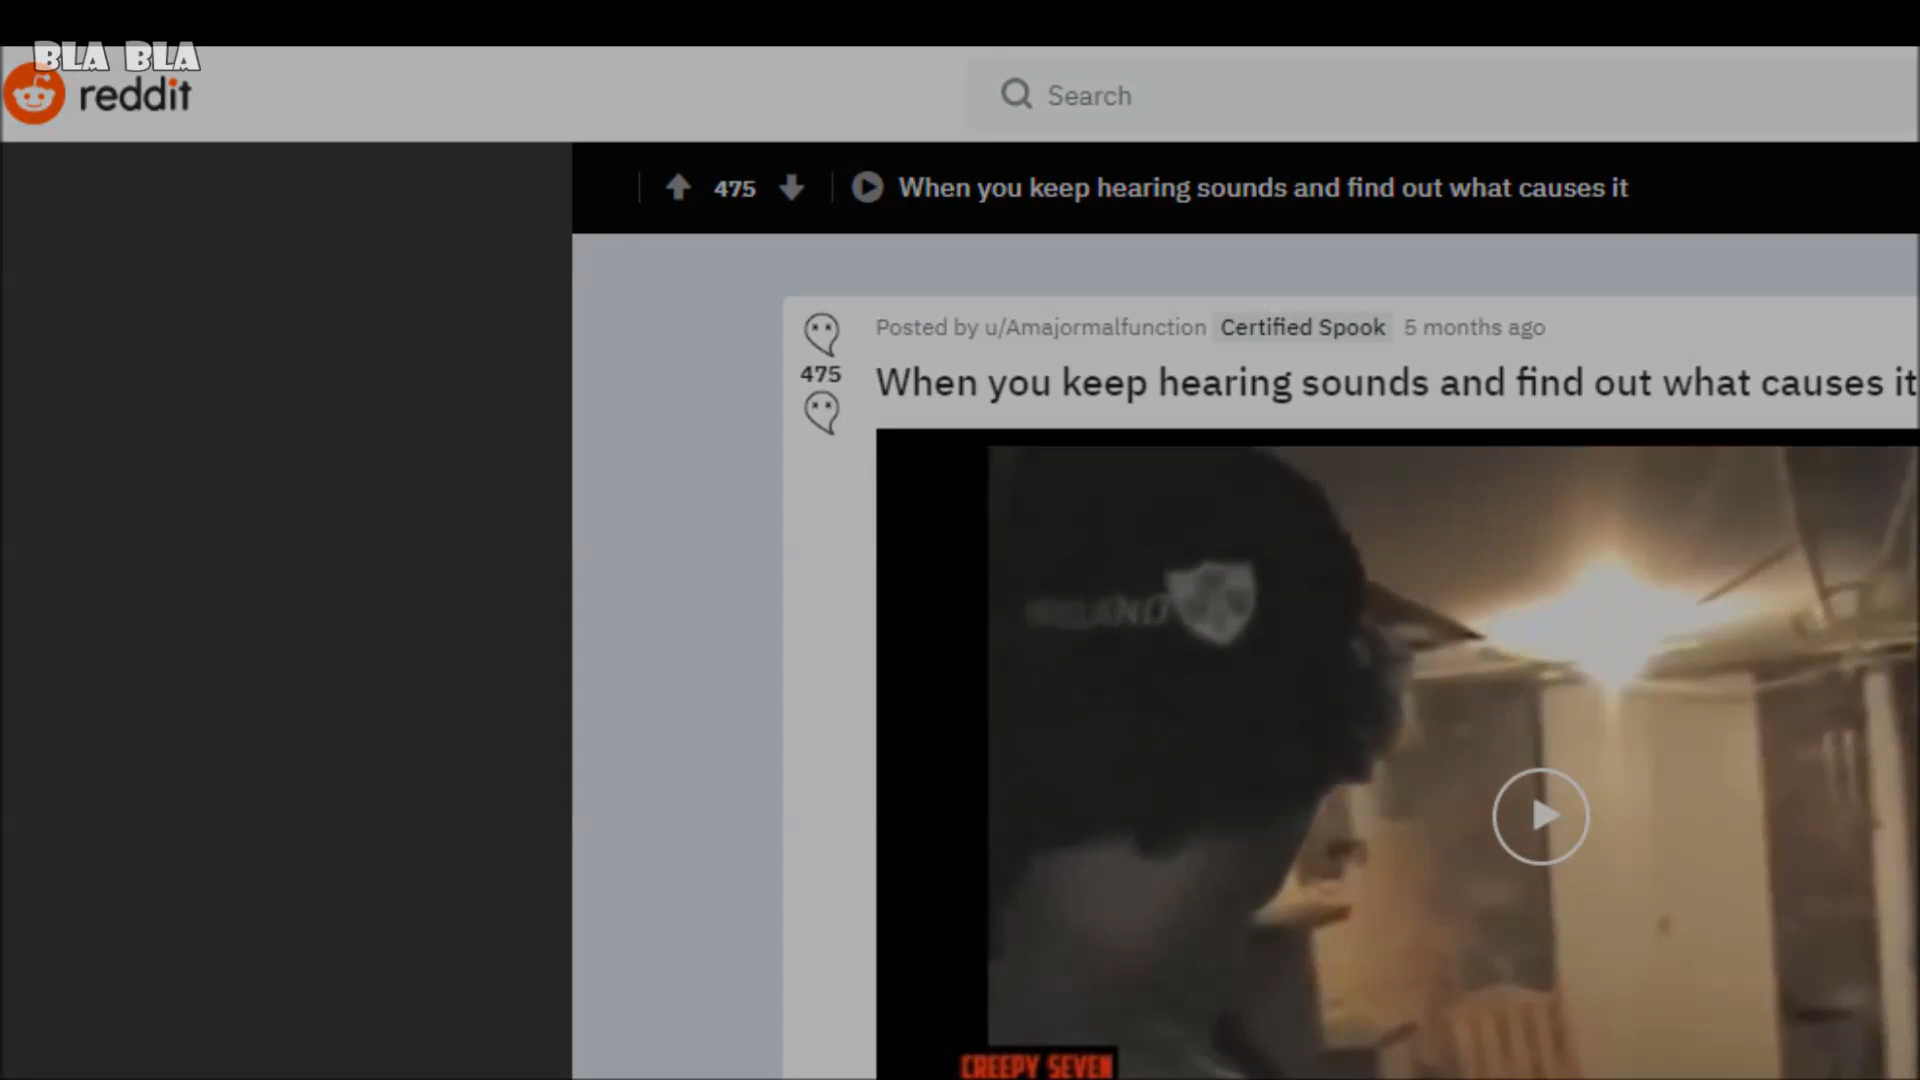 BLA BLA
reddit
Search
475
When you keep hearing sounds and find out what causes it
Posted by u/Amajormalfunction Certified Spook 5 months ago
475
When you keep hearing sounds and find out what causes it
IRELAND
CREEPY SEVEN